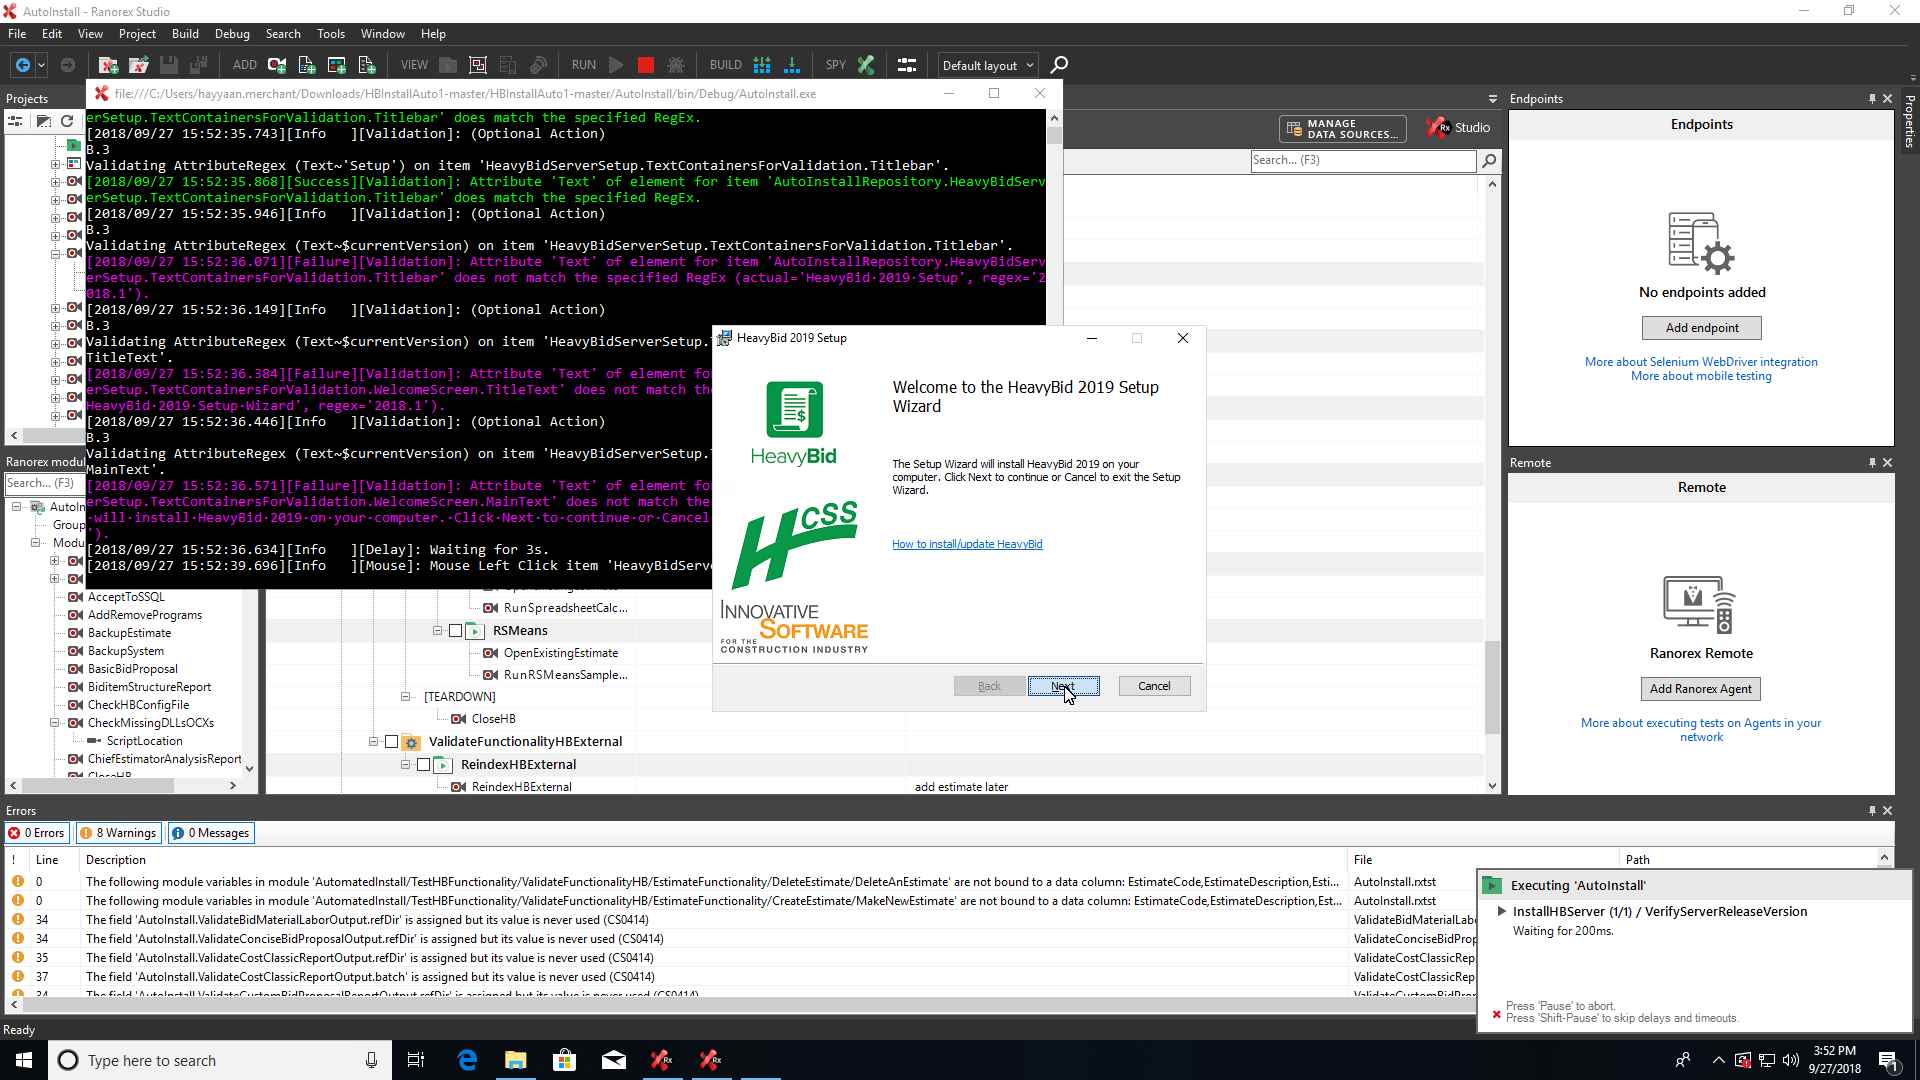 AutoInstall - Ranorex Studio
File Edit View Project Build Debug Search Tools Window Help
ADD VIEW RUN BUILD SPY Default layout
Projects
file:///C:/Users/hayyaan.merchant/Downloads/HBInstallAuto1-master/HBInstallAuto1-master/AutoInstall/bin/Debug/AutoInstall.exe
erSetup.TextContainersForValidation.Titlebar' does match the specified RegEx.
[2018/09/27 15:52:35.743][Info   ][Validation]: (Optional Action)
B.3
Validating AttributeRegex (Text~'Setup') on item 'HeavyBidServerSetup.TextContainersForValidation.Titlebar'.
[2018/09/27 15:52:35.868][Success][Validation]: Attribute 'Text' of element for item 'AutoInstallRepository.HeavyBidServ
erSetup.TextContainersForValidation.Titlebar' does match the specified RegEx.
[2018/09/27 15:52:35.946][Info   ][Validation]: (Optional Action)
B.3
Validating AttributeRegex (Text~$currentVersion) on item 'HeavyBidServerSetup.TextContainersForValidation.Titlebar'.
[2018/09/27 15:52:36.071][Failure][Validation]: Attribute 'Text' of element for item 'AutoInstallRepository.HeavyBidServ
erSetup.TextContainersForValidation.Titlebar' does not match the specified RegEx (actual='HeavyBid·2019·Setup', regex='2
018.1').
[2018/09/27 15:52:36.149][Info   ][Validation]: (Optional Action)
B.3
Validating AttributeRegex (Text~$currentVersion) on item 'HeavyBidServerSetup.
TitleText'.
[2018/09/27 15:52:36.384][Failure][Validation]: Attribute 'Text' of element fo
erSetup.TextContainersForValidation.WelcomeScreen.TitleText' does not match the
HeavyBid·2019·Setup·Wizard', regex='2018.1').
[2018/09/27 15:52:36.446][Info   ][Validation]: (Optional Action)
B.3
Validating AttributeRegex (Text~$currentVersion) on item 'HeavyBidServerSetup.
MainText'.
[2018/09/27 15:52:36.571][Failure][Validation]: Attribute 'Text' of element fo
erSetup.TextContainersForValidation.WelcomeScreen.MainText' does not match the
·will·install·HeavyBid·2019·on·your·computer.·Click·Next·to·continue·or·Cancel
').
[2018/09/27 15:52:36.634][Info   ][Delay]: Waiting for 3s.
[2018/09/27 15:52:39.696][Info   ][Mouse]: Mouse Left Click item 'HeavyBidServe
MANAGE
DATA SOURCES...
Studio
Search... (F3)
Endpoints
Endpoints
No endpoints added
Add endpoint
More about Selenium WebDriver integration
More about mobile testing
Properties
Remote
Remote
Ranorex Remote
Add Ranorex Agent
More about executing tests on Agents in your
network
HeavyBid 2019 Setup
HeavyBid
HCSS
INNOVATIVE
SOFTWARE
FOR THE
CONSTRUCTION INDUSTRY
Welcome to the HeavyBid 2019 Setup
Wizard
The Setup Wizard will install HeavyBid 2019 on your
computer. Click Next to continue or Cancel to exit the Setup
Wizard.
How to install/update HeavyBid
Back Next Cancel
Ranorex modu
Search... (F3)
AutoIn
Group
Modu
AcceptToSSQL
AddRemovePrograms
BackupEstimate
BackupSystem
BasicBidProposal
BiditemStructureReport
CheckHBConfigFile
CheckMissingDLLsOCXs
ScriptLocation
ChiefEstimatorAnalysisReport
CloseHB
OpenExistingEstimate
RunSpreadsheetCalc...
RSMeans
OpenExistingEstimate
RunRSMeansSample...
[TEARDOWN]
CloseHB
ValidateFunctionalityHBExternal
ReindexHBExternal
ReindexHBExternal add estimate later
Errors
0 Errors 8 Warnings 0 Messages
! Line Description File Path
0 The following module variables in module 'AutomatedInstall/TestHBFunctionality/ValidateFunctionalityHB/EstimateFunctionality/DeleteEstimate/DeleteAnEstimate' are not bound to a data column: EstimateCode,EstimateDescription,Esti... AutoInstall.rxtst
0 The following module variables in module 'AutomatedInstall/TestHBFunctionality/ValidateFunctionalityHB/EstimateFunctionality/CreateEstimate/MakeNewEstimate' are not bound to a data column: EstimateCode,EstimateDescription,Est... AutoInstall.rxtst
34 The field 'AutoInstall.ValidateBidMaterialLaborOutput.refDir' is assigned but its value is never used (CS0414) ValidateBidMaterialLabo
34 The field 'AutoInstall.ValidateConciseBidProposalOutput.refDir' is assigned but its value is never used (CS0414) ValidateConciseBidProp
35 The field 'AutoInstall.ValidateCostClassicReportOutput.refDir' is assigned but its value is never used (CS0414) ValidateCostClassicRep
37 The field 'AutoInstall.ValidateCostClassicReportOutput.batch' is assigned but its value is never used (CS0414) ValidateCostClassicRep
34 The field 'AutoInstall.ValidateCustomBidProposalReportOutput.refDir' is assigned but its value is never used (CS0414) ValidateCustomBidProp
Executing 'AutoInstall'
InstallHBServer (1/1) / VerifyServerReleaseVersion
Waiting for 200ms.
Press 'Pause' to abort.
Press 'Shift-Pause' to skip delays and timeouts.
Ready
Type here to search
3:52 PM
9/27/2018
1